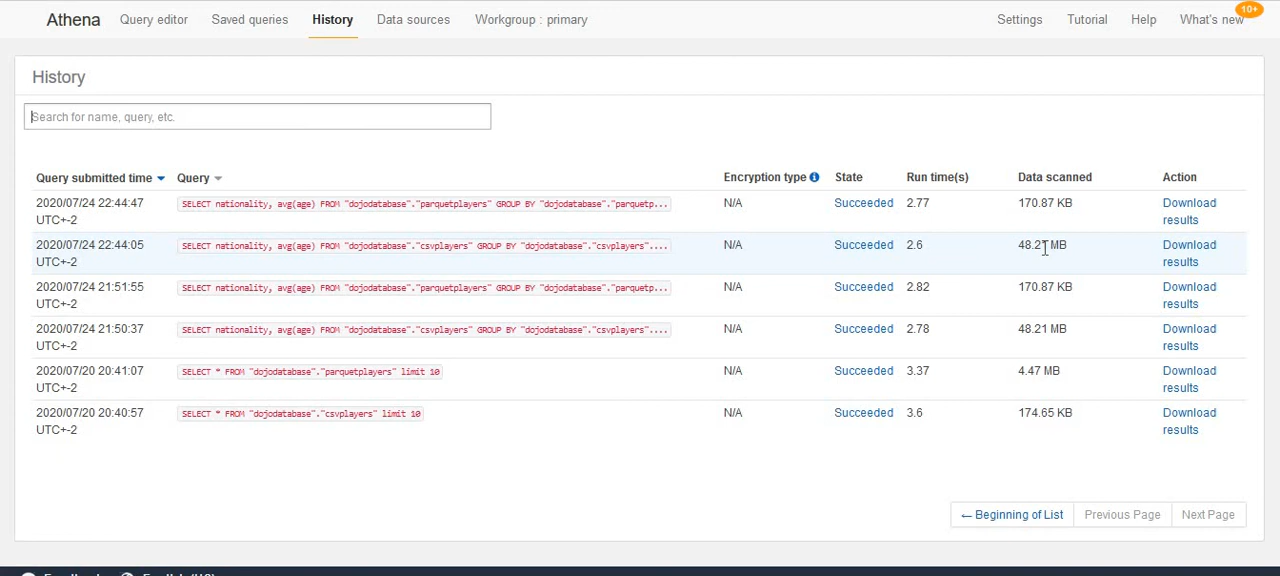 Athena Query editor Saved queries History Data sources Workgroup : primary Settings Tutorial Help What's new 10+
History
Search for name, query, etc.
Query submitted time Query Encryption type State Run time(s) Data scanned Action
2020/07/24 22:44:47 UTC+-2 SELECT nationality, avg(age) FROM "dojodatabase"."parquetplayers" GROUP BY "dojodatabase"."parquetp... N/A Succeeded 2.77 170.87 KB Download results
2020/07/24 22:44:05 UTC+-2 SELECT nationality, avg(age) FROM "dojodatabase"."csvplayers" GROUP BY "dojodatabase"."csvplayers".... N/A Succeeded 2.6 48.21 MB Download results
2020/07/24 21:51:55 UTC+-2 SELECT nationality, avg(age) FROM "dojodatabase"."parquetplayers" GROUP BY "dojodatabase"."parquetp... N/A Succeeded 2.82 170.87 KB Download results
2020/07/24 21:50:37 UTC+-2 SELECT nationality, avg(age) FROM "dojodatabase"."csvplayers" GROUP BY "dojodatabase"."csvplayers".... N/A Succeeded 2.78 48.21 MB Download results
2020/07/20 20:41:07 UTC+-2 SELECT * FROM "dojodatabase"."parquetplayers" limit 10 N/A Succeeded 3.37 4.47 MB Download results
2020/07/20 20:40:57 UTC+-2 SELECT * FROM "dojodatabase"."csvplayers" limit 10 N/A Succeeded 3.6 174.65 KB Download results
← Beginning of List Previous Page Next Page